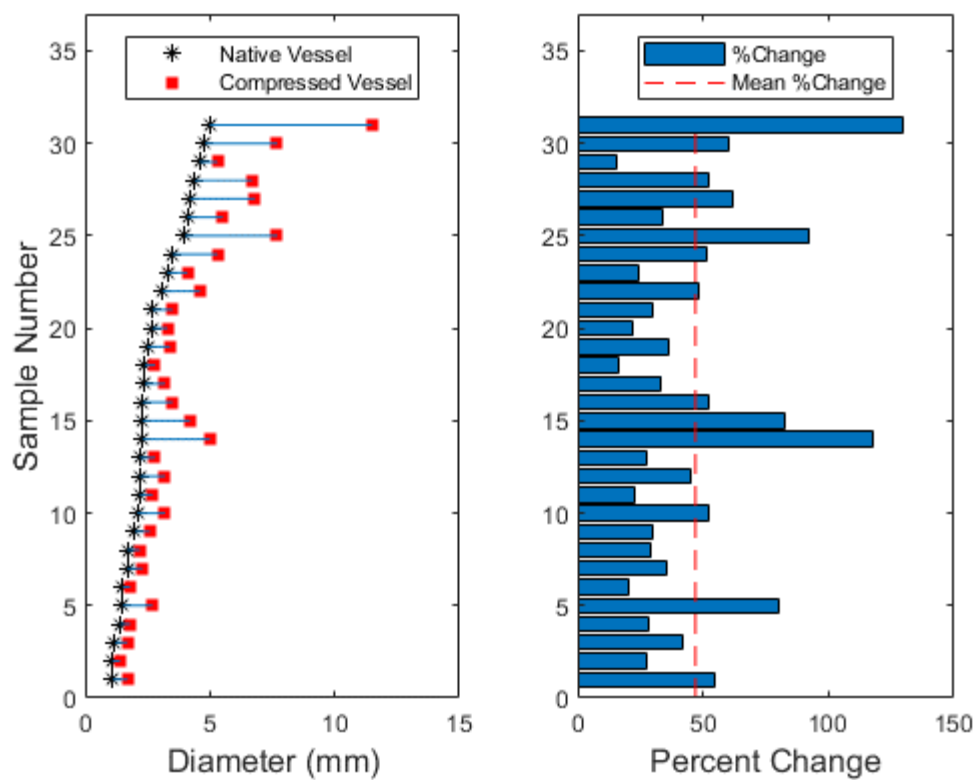 Native Vessel
Compressed Vessel
35
30
25
20
15
10
5
0
0 5 10 15
Sample Number
Diameter (mm)
%Change
Mean %Change
35
30
25
20
15
10
5
0
0 50 100 150
Percent Change